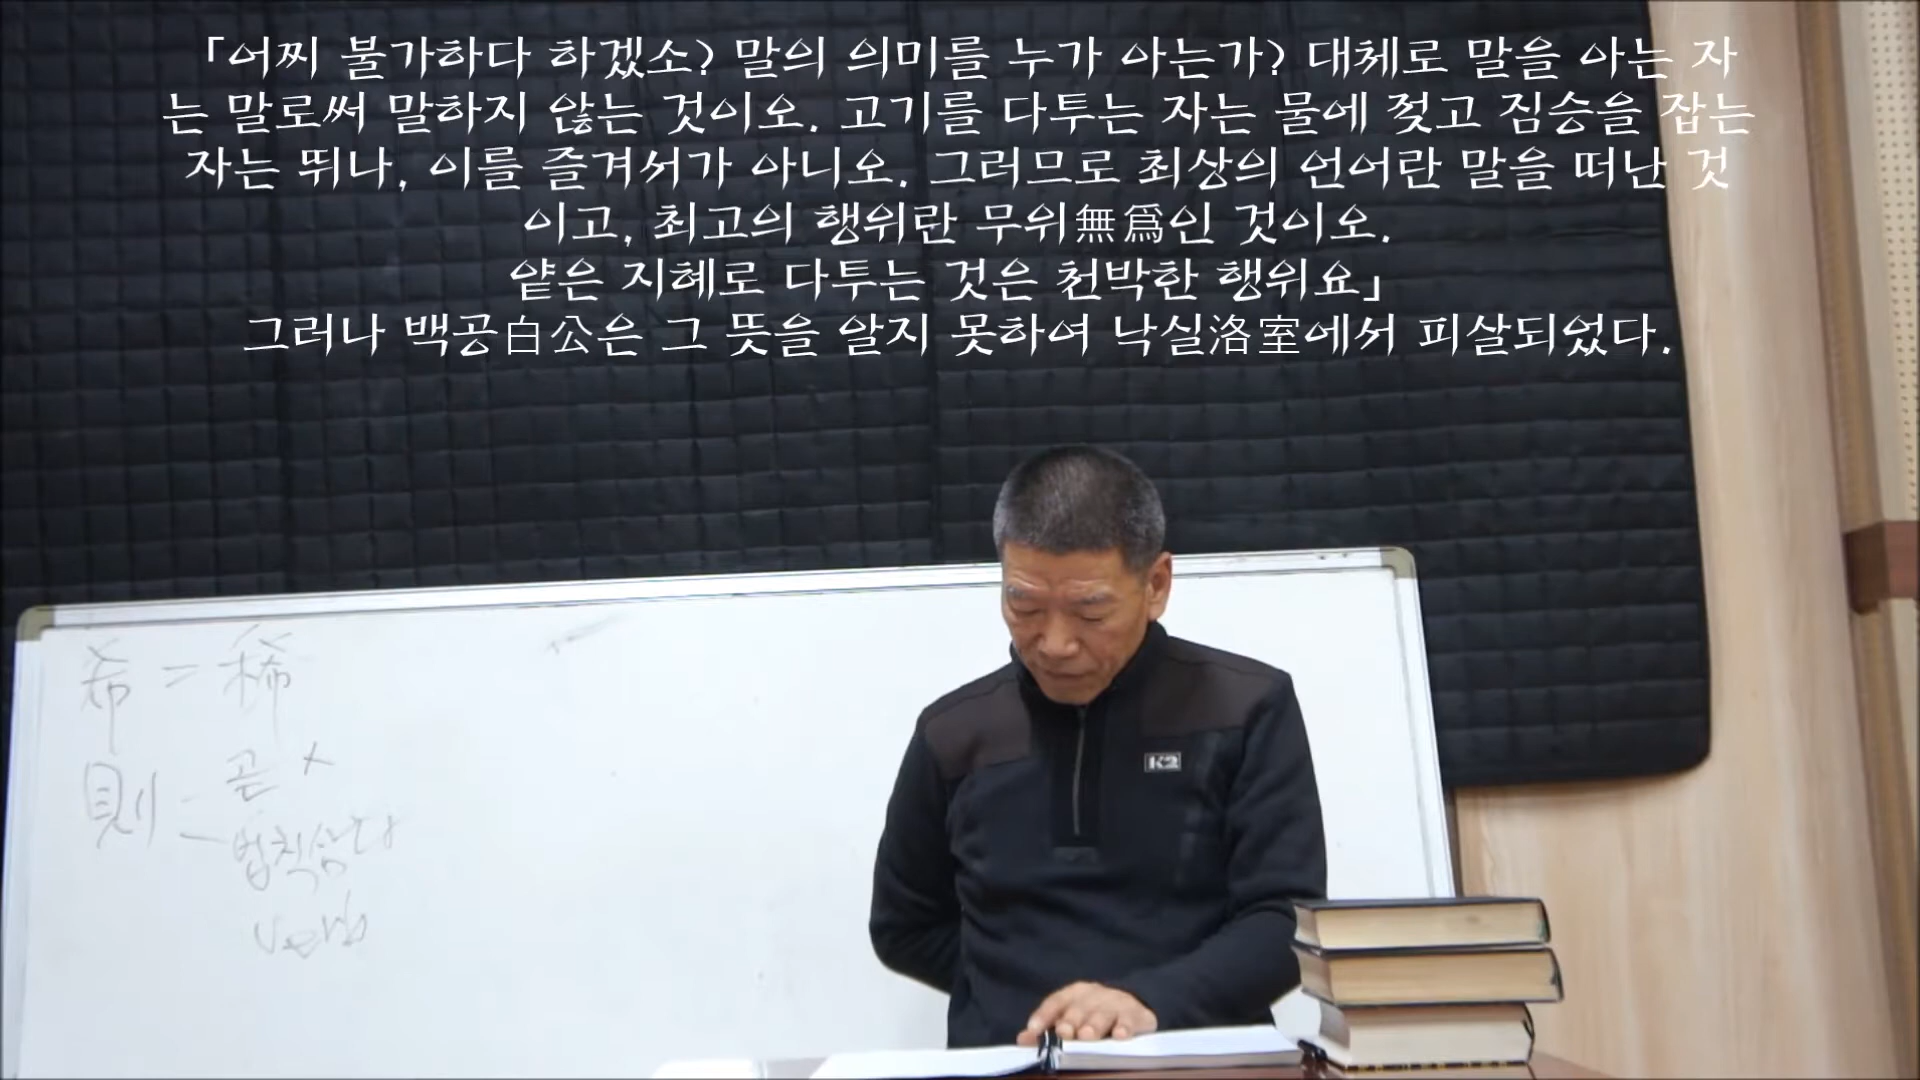 「어찌 불가하다 하겠소? 말의 의미를 누가 아는가? 대체로 말을 아는 자
는 말로써 말하지 않는 것이오. 고기를 다투는 자는 물에 젖고 짐승을 잡는
자는 뛰나, 이를 즐겨서가 아니오. 그러므로 최상의 언어란 말을 떠난 것
이고, 최고의 행위란 무위無爲인 것이오.
얕은 지혜로 다투는 것은 천박한 행위요」
그러나 백공白公은 그 뜻을 알지 못하여 낙실洛室에서 피살되었다.
希 = 稀
則 = 곧
법칙삼다
verb
K2